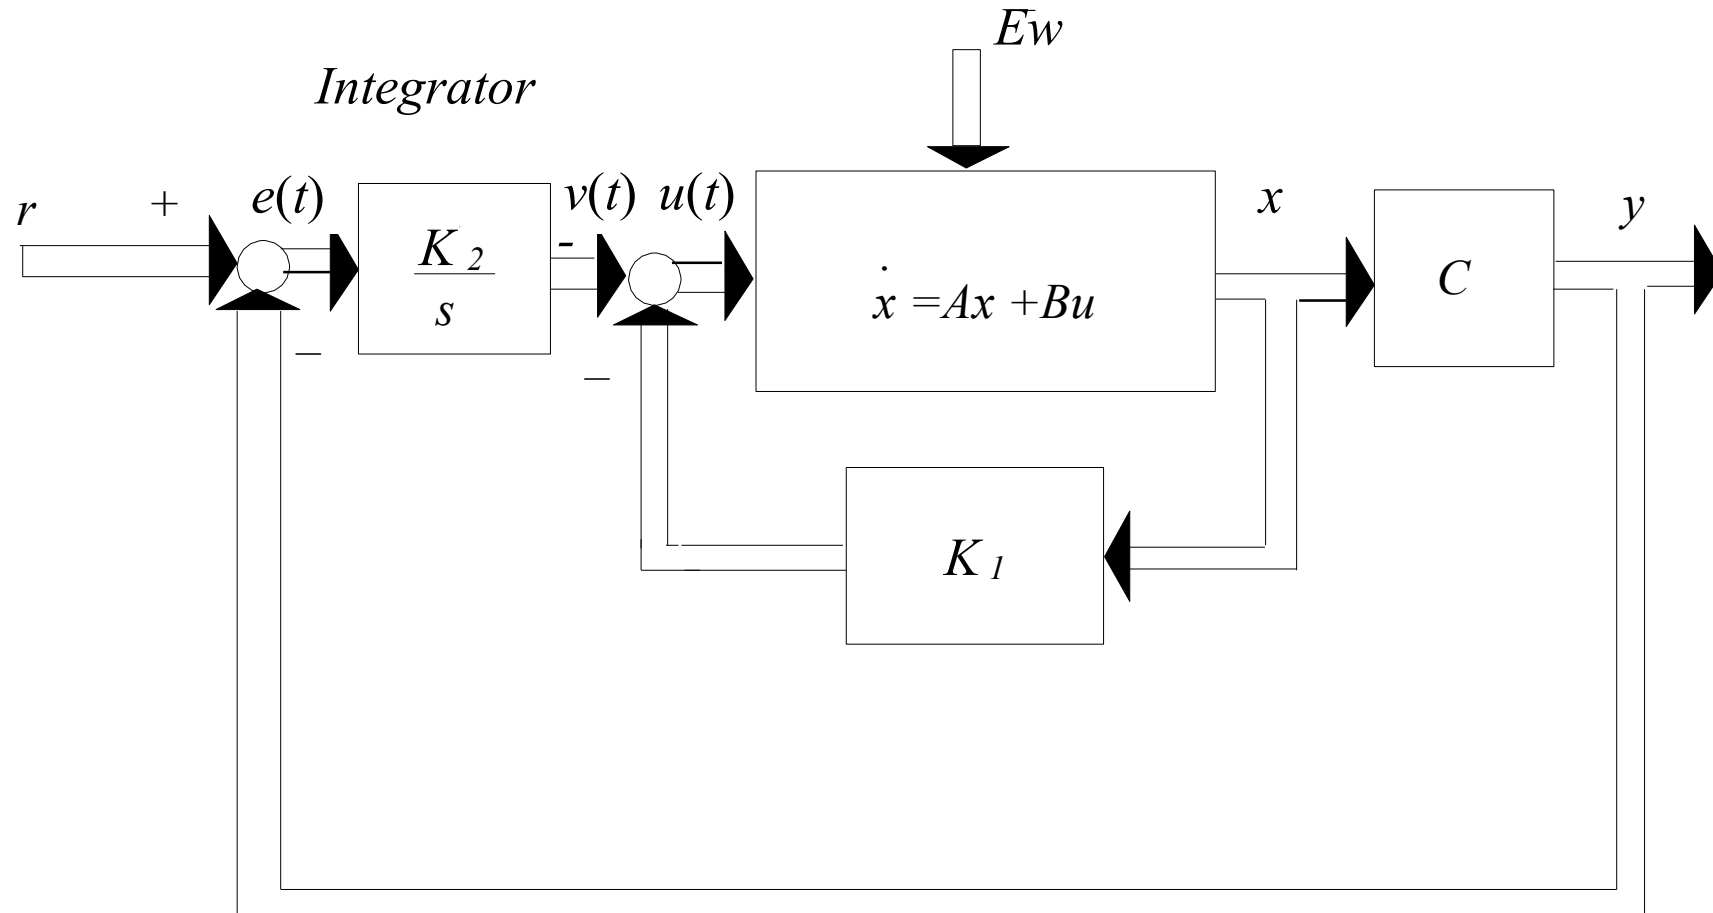 Ew
Integrator
r
+
e(t)
K 2
s
v(t)
-
u(t)
ẋ =Ax +Bu
x
C
y
–
–
K 1